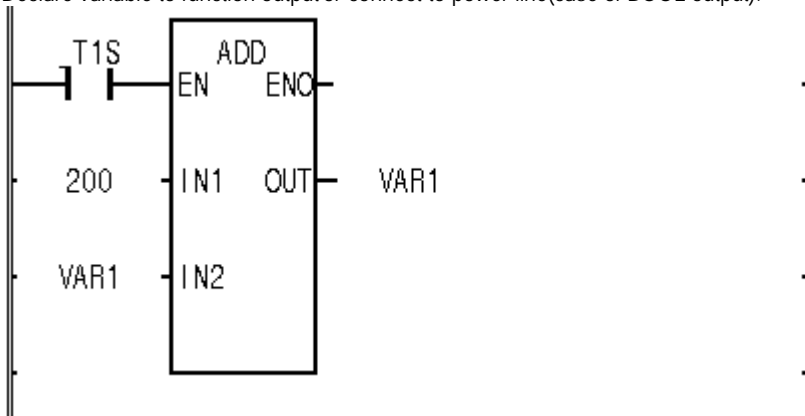 Declare variable to function output or connect to power line(case of BOOL output).
T1S ADD
EN ENO
200 IN1 OUT VAR1
VAR1 IN2